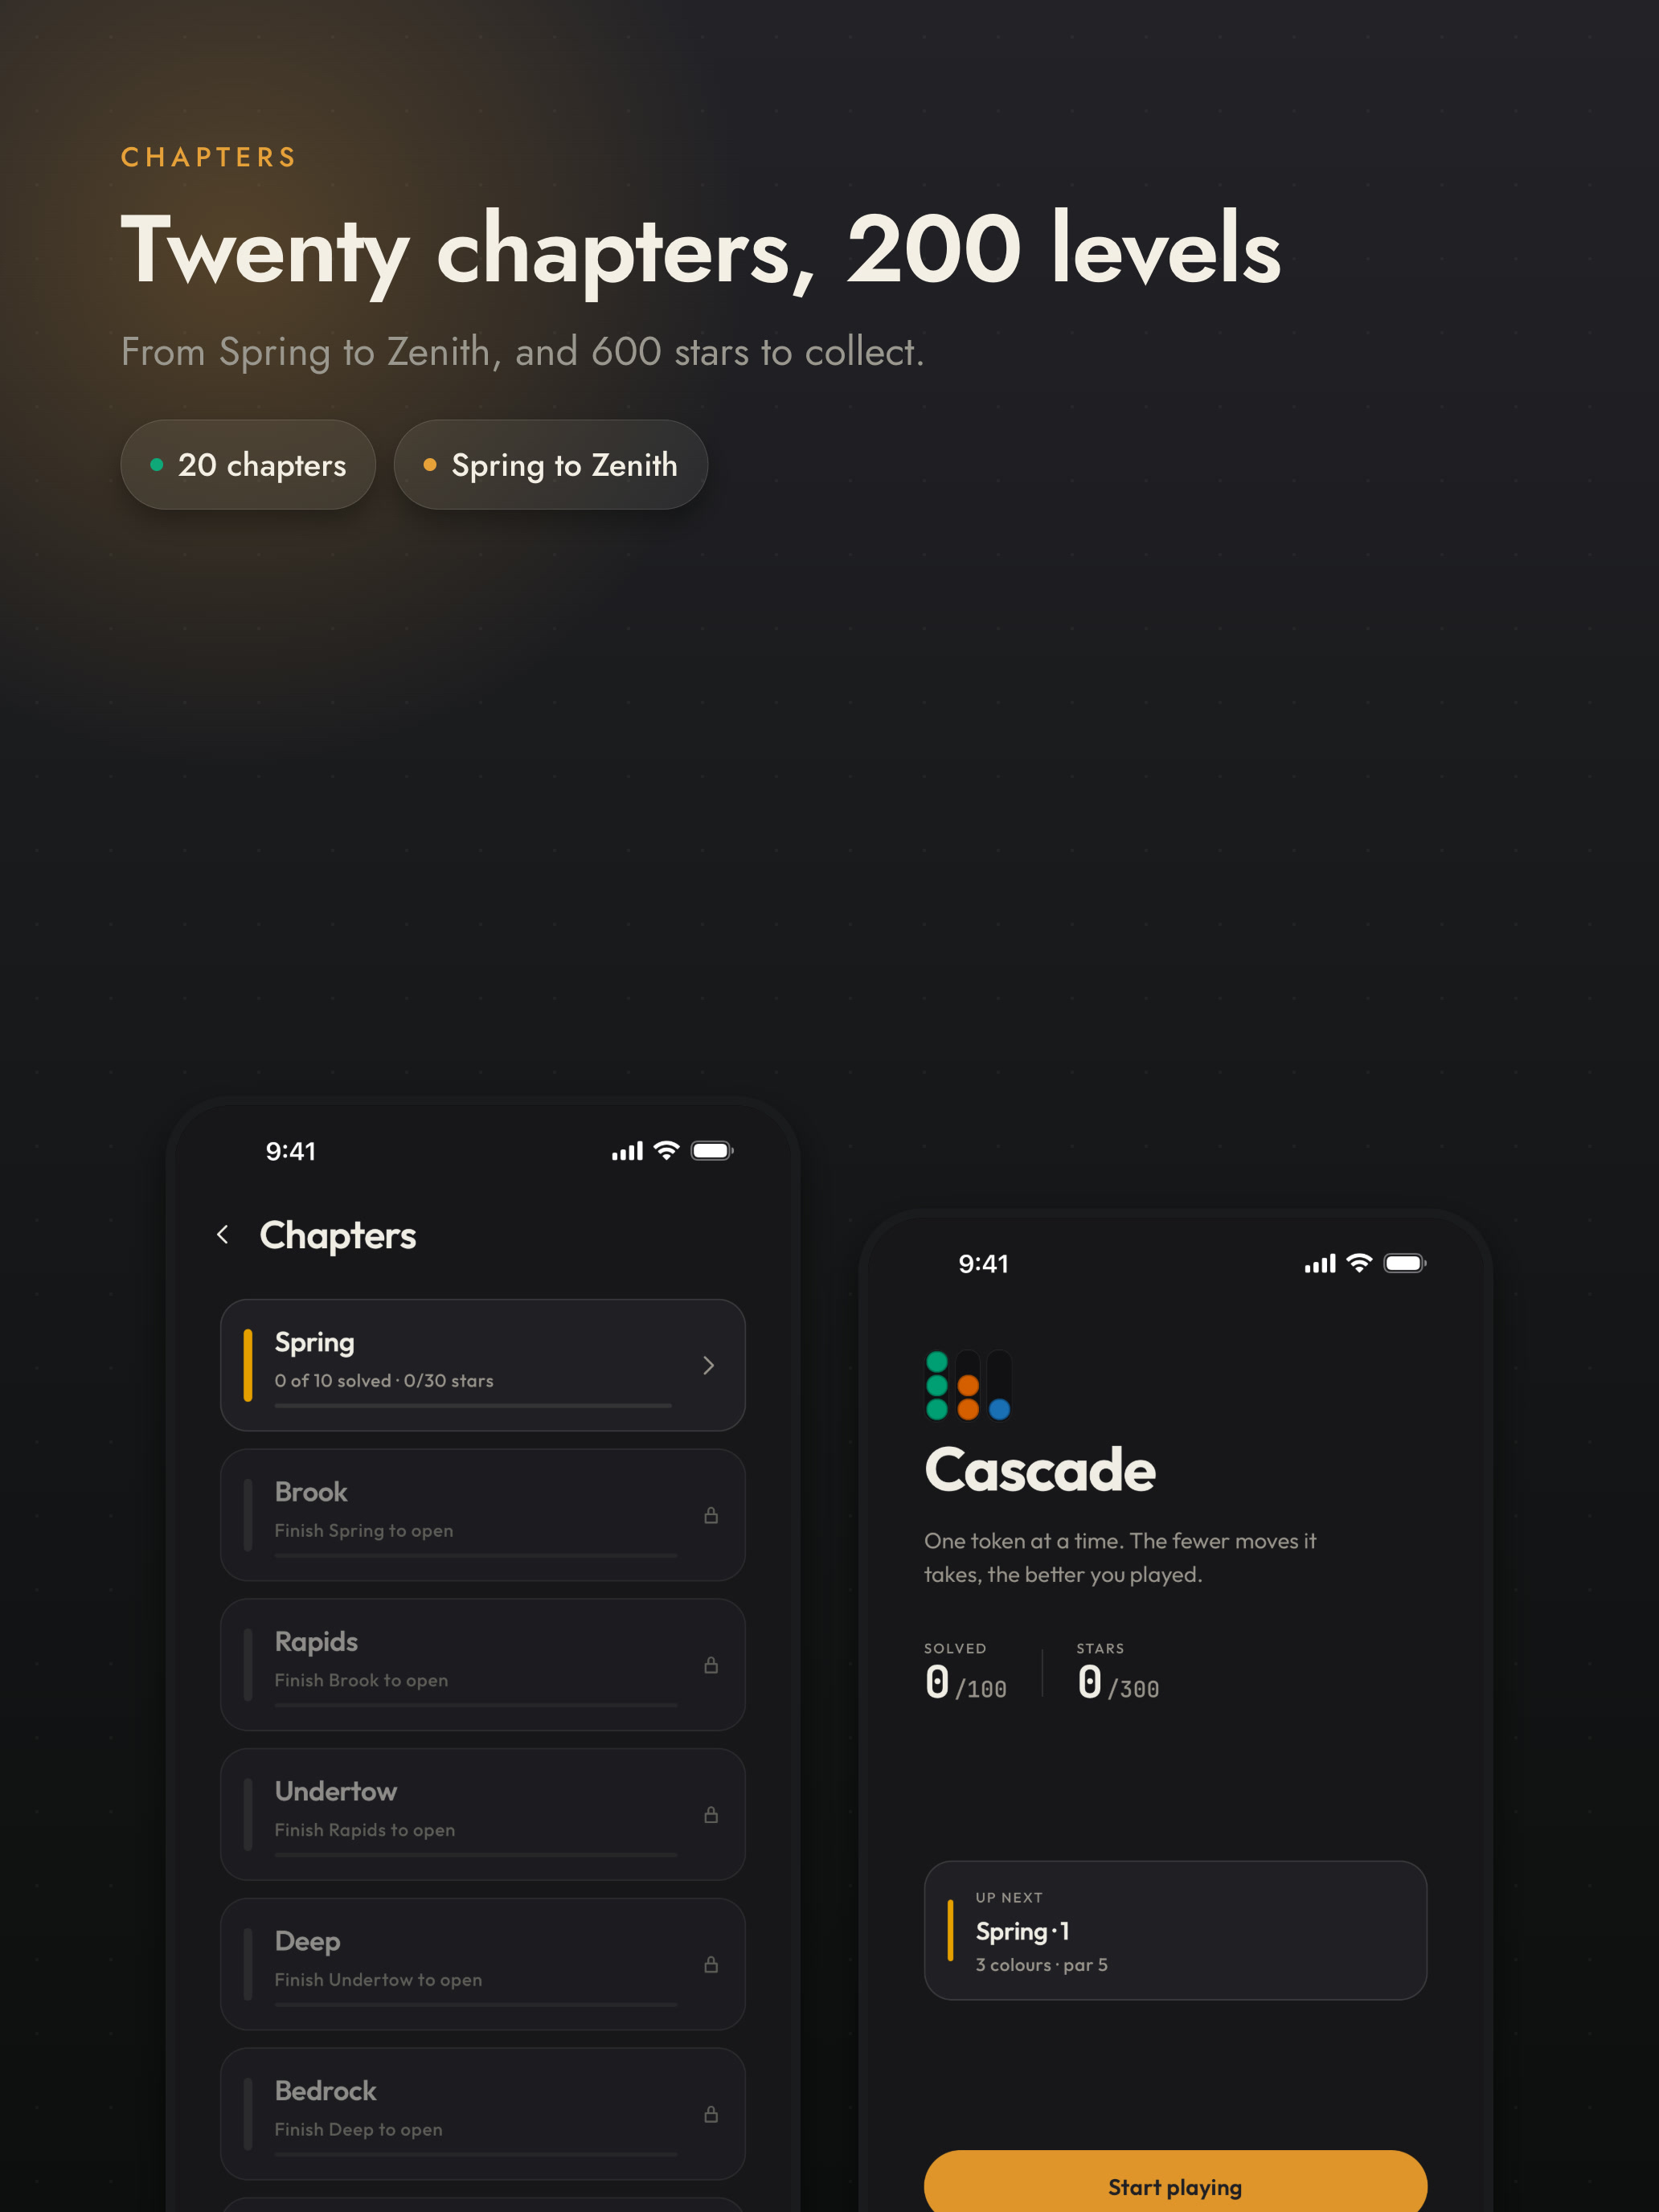 CHAPTERS
Twenty chapters, 200 levels
From Spring to Zenith, and 600 stars to collect.
20 chapters
Spring to Zenith
9:41
Chapters
Spring
0 of 10 solved · 0/30 stars
Brook
Finish Spring to open
Rapids
Finish Brook to open
Undertow
Finish Rapids to open
Deep
Finish Undertow to open
Bedrock
Finish Deep to open
9:41
Cascade
One token at a time. The fewer moves it
takes, the better you played.
SOLVED
0 /100
STARS
0 /300
UP NEXT
Spring · 1
3 colours · par 5
Start playing